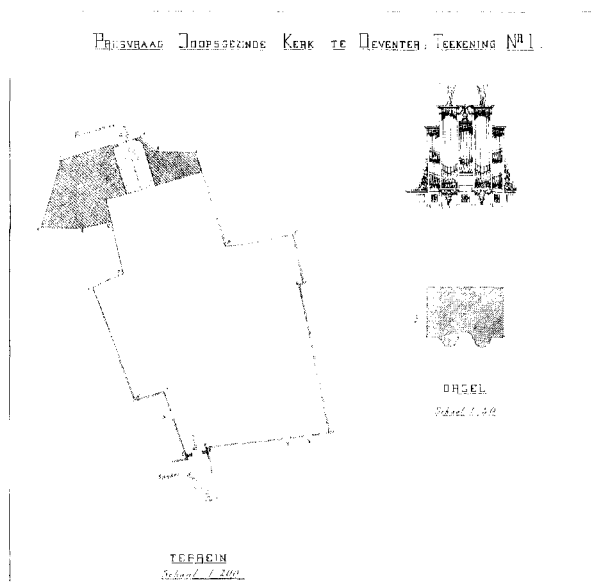 PRIJSVRAAG DOOPSGEZINDE KERK TE DEVENTER. TEEKENING No 1.
ORGEL
Schaal 1:40
TERREIN
Schaal 1:200